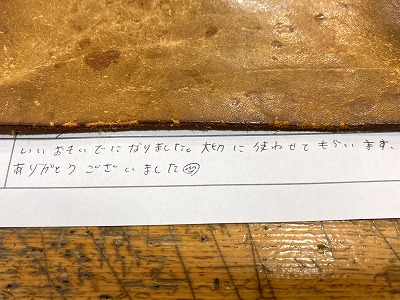 いいおもいでになりました。大切に使わせてもらいます。
ありがとうございました